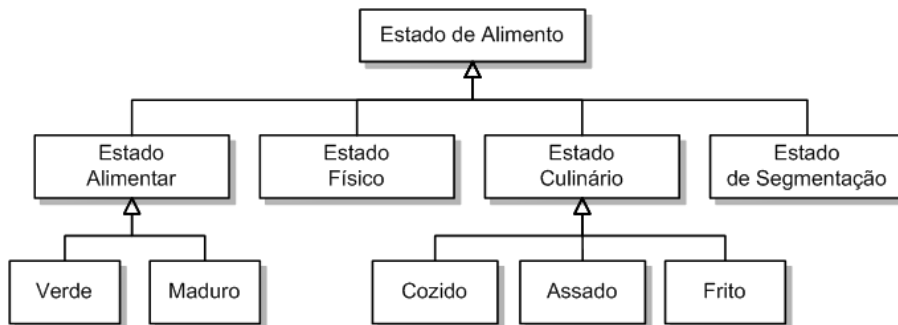 Estado de Alimento
Estado
Alimentar
Estado
Físico
Estado
Culinário
Estado
de Segmentação
Verde
Maduro
Cozido
Assado
Frito